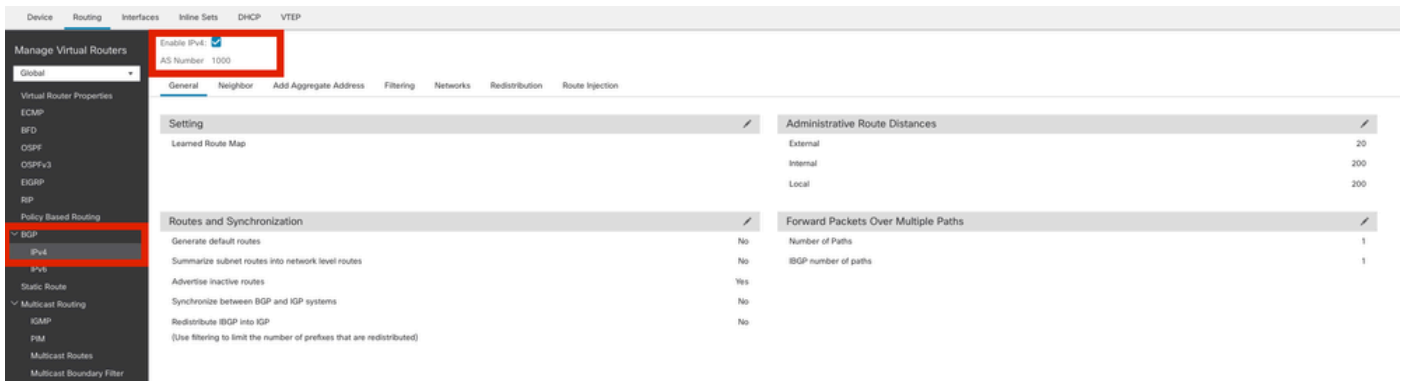 Device Routing Interfaces Inline Sets DHCP VTEP
Manage Virtual Routers
Global
Virtual Router Properties
ECMP
BFD
OSPF
OSPFv3
EIGRP
RIP
Policy Based Routing
BGP
IPv4
IPv6
Static Route
Multicast Routing
IGMP
PIM
Multicast Routes
Multicast Boundary Filter
Enable IPv4:
AS Number 1000
General Neighbor Add Aggregate Address Filtering Networks Redistribution Route Injection
Setting
Learned Route Map
Administrative Route Distances
External 20
Internal 200
Local 200
Routes and Synchronization
Generate default routes No
Summarize subnet routes into network level routes No
Advertise inactive routes Yes
Synchronize between BGP and IGP systems No
Redistribute IBGP into IGP No
(Use filtering to limit the number of prefixes that are redistributed)
Forward Packets Over Multiple Paths
Number of Paths 1
IBGP number of paths 1